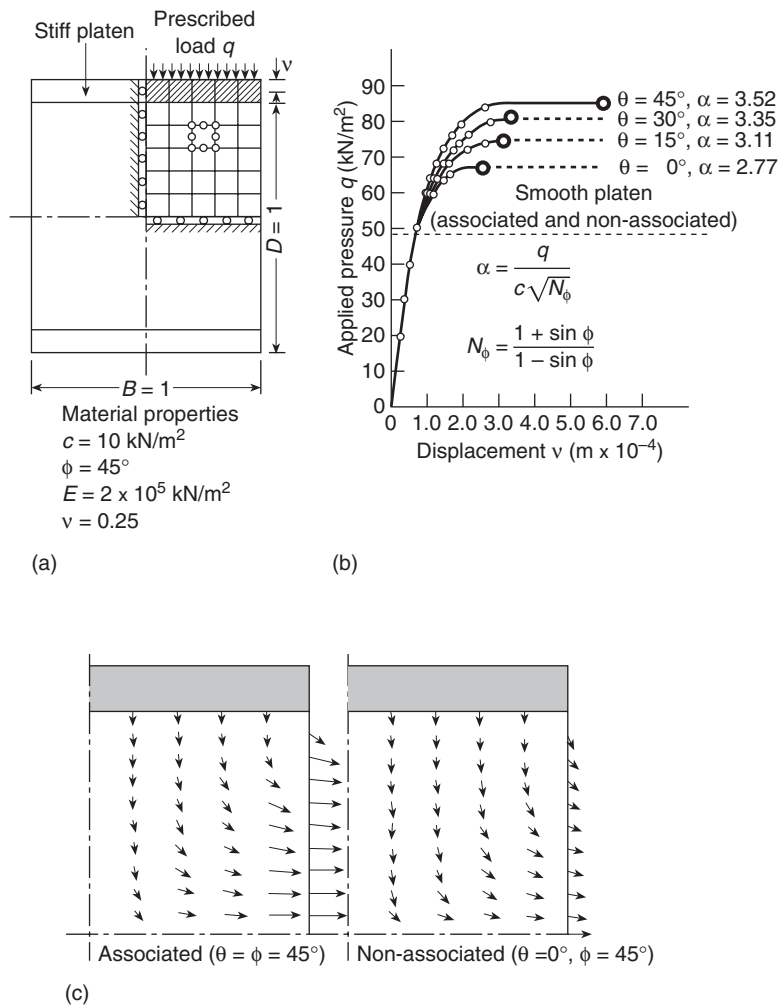 Stiff platen
Prescribed
load q
ν
D = 1
B = 1
Material properties
c = 10 kN/m²
ϕ = 45°
E = 2 x 10⁵ kN/m²
ν = 0.25
(a)
Applied pressure q (kN/m²)
90
80
70
60
50
40
30
20
10
0
0 1.0 2.0 3.0 4.0 5.0 6.0 7.0
Displacement ν (m x 10⁻⁴)
θ = 45°, α = 3.52
θ = 30°, α = 3.35
θ = 15°, α = 3.11
θ = 0°, α = 2.77
Smooth platen
(associated and non-associated)
α = q / c√Nϕ
Nϕ = 1 + sin ϕ / 1 − sin ϕ
(b)
Associated (θ = ϕ = 45°)
Non-associated (θ =0°, ϕ = 45°)
(c)